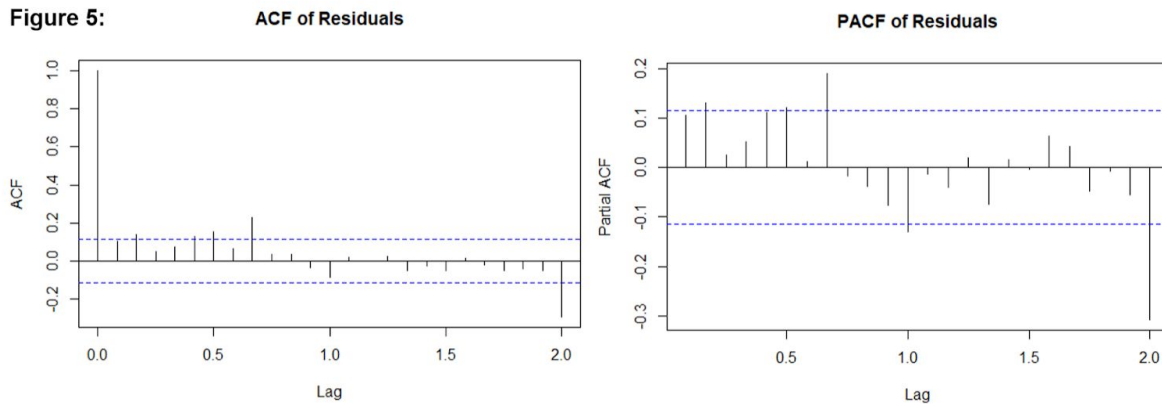 Figure 5:
ACF of Residuals
ACF
1.0
0.8
0.6
0.4
0.2
0.0
-0.2
0.0 0.5 1.0 1.5 2.0
Lag
PACF of Residuals
Partial ACF
0.2
0.1
0.0
-0.1
-0.2
-0.3
0.5 1.0 1.5 2.0
Lag